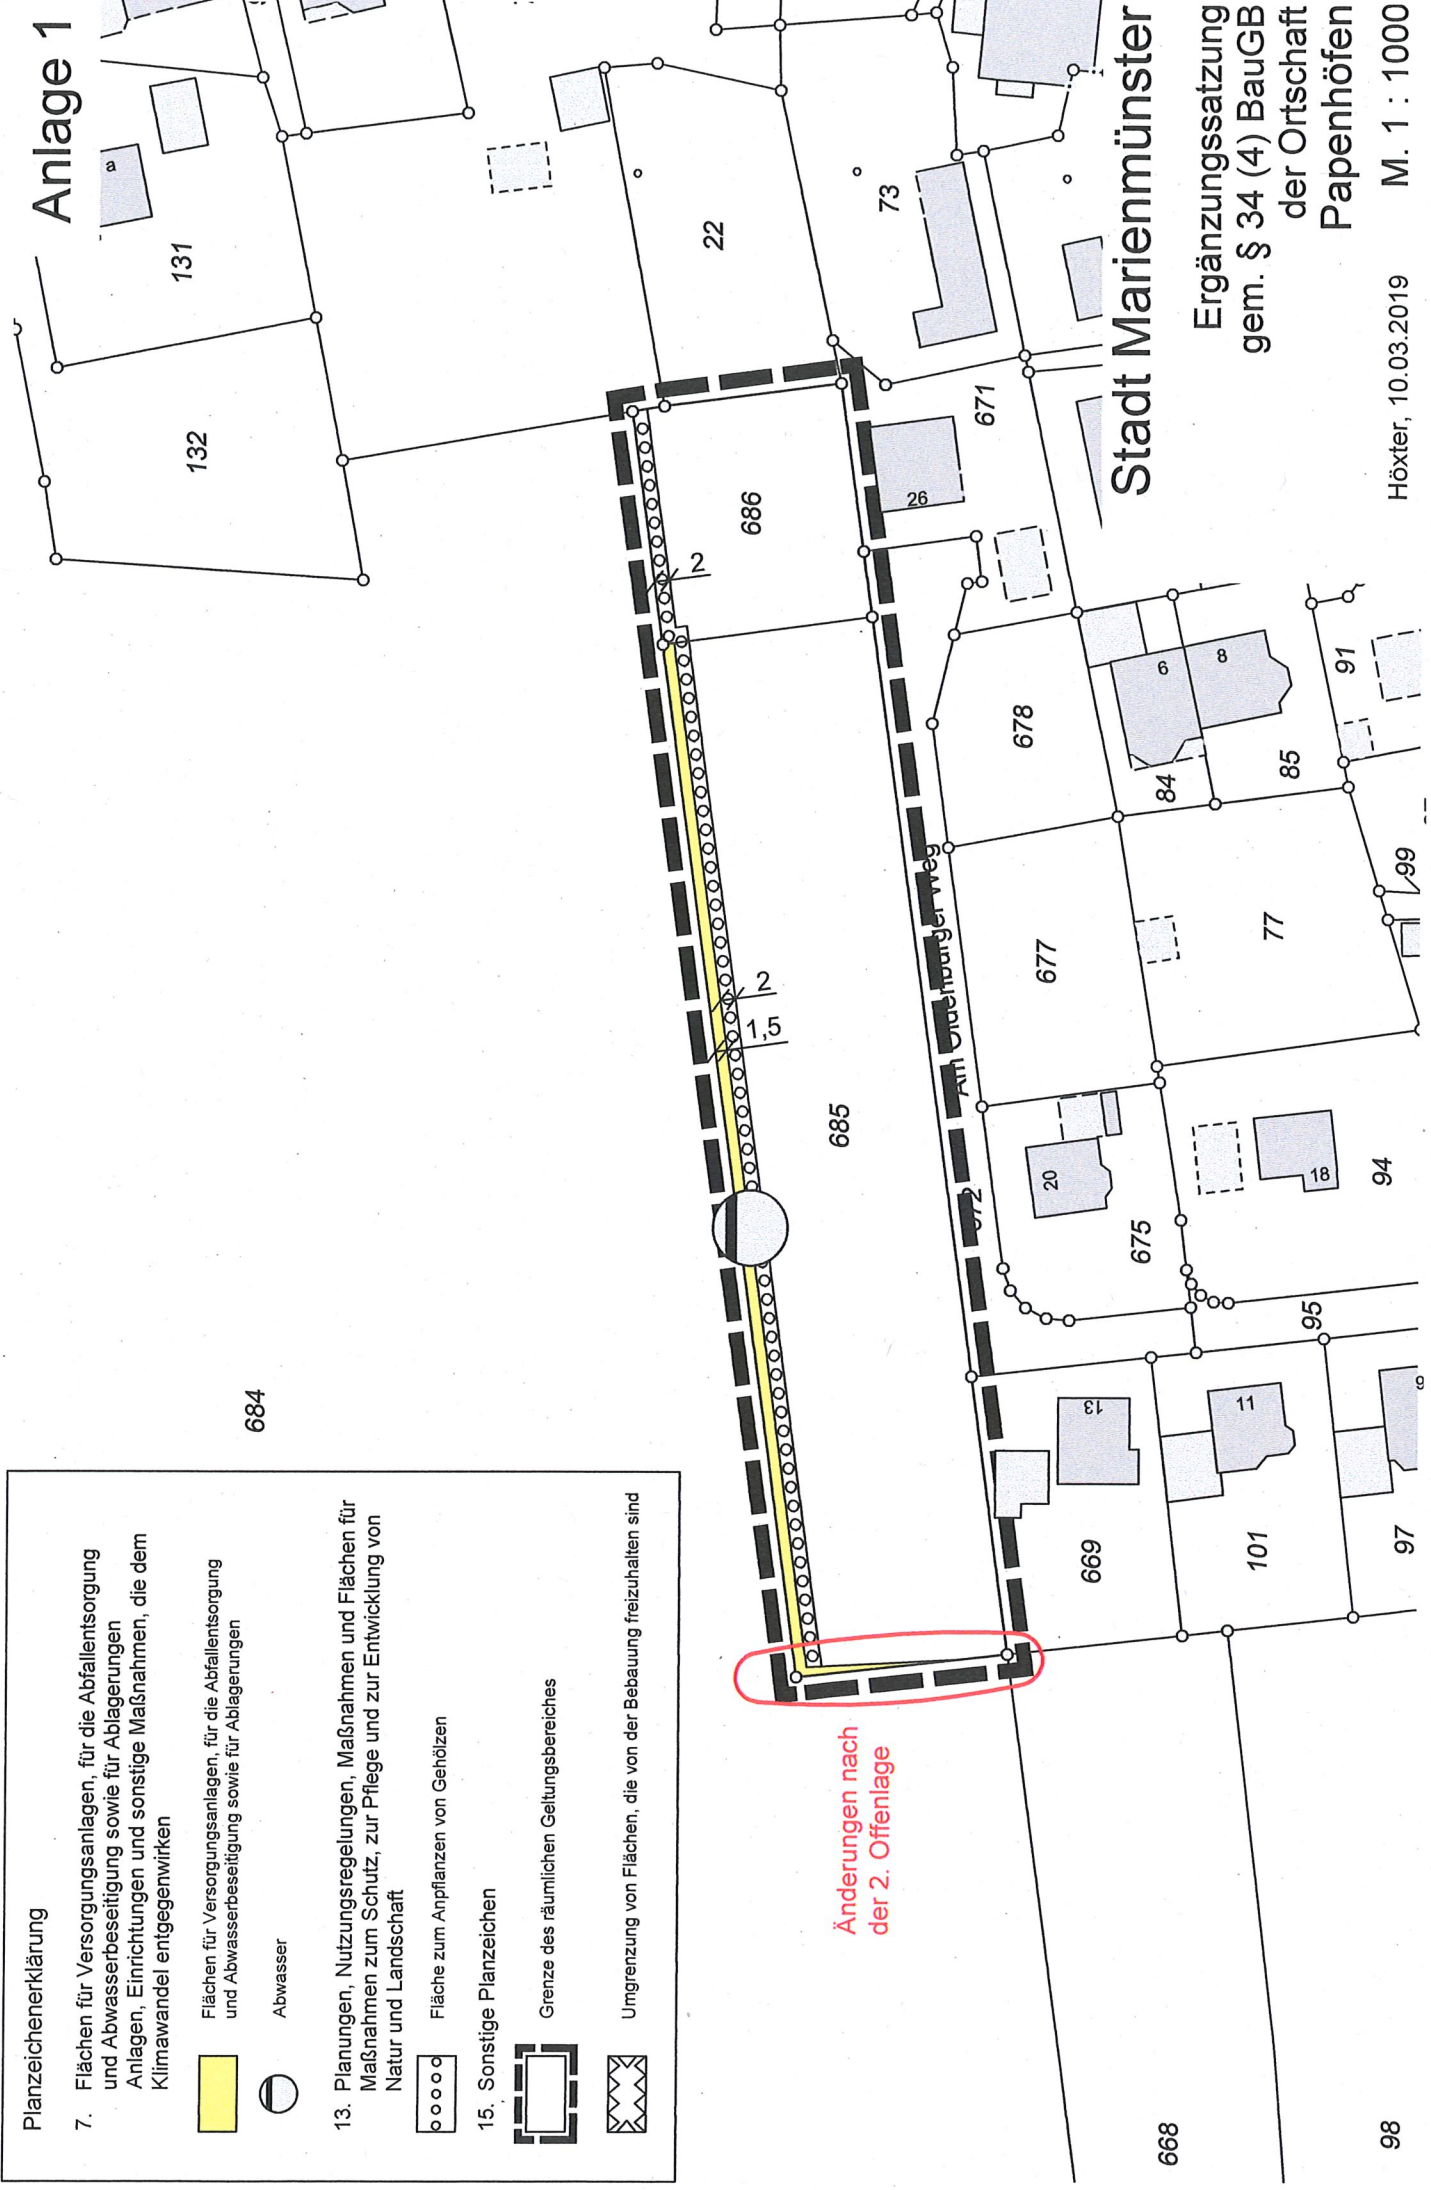 Anlage 1
Planzeichenerklärung
7. Flächen für Versorgungsanlagen, für die Abfallentsorgung
und Abwasserbeseitigung sowie für Ablagerungen
Anlagen, Einrichtungen und sonstige Maßnahmen, die dem
Klimawandel entgegenwirken
Flächen für Versorgungsanlagen, für die Abfallentsorgung
und Abwasserbeseitigung sowie für Ablagerungen
Abwasser
13. Planungen, Nutzungsregelungen, Maßnahmen und Flächen für
Maßnahmen zum Schutz, zur Pflege und zur Entwicklung von
Natur und Landschaft
Fläche zum Anpflanzen von Gehölzen
15. Sonstige Planzeichen
Grenze des räumlichen Geltungsbereiches
Umgrenzung von Flächen, die von der Bebauung freizuhalten sind
684
132
131
a
22
73
686
2
2
1,5
685
671
26
Am Oldenburger Weg
672
678
677
675
20
6
8
84
85
91
77
99
18
94
95
669
13
101
11
97
9
668
98
Änderungen nach
der 2. Offenlage
Stadt Marienmünster
Ergänzungssatzung
gem. § 34 (4) BauGB
der Ortschaft
Papenhöfen
Höxter, 10.03.2019
M. 1 : 1000